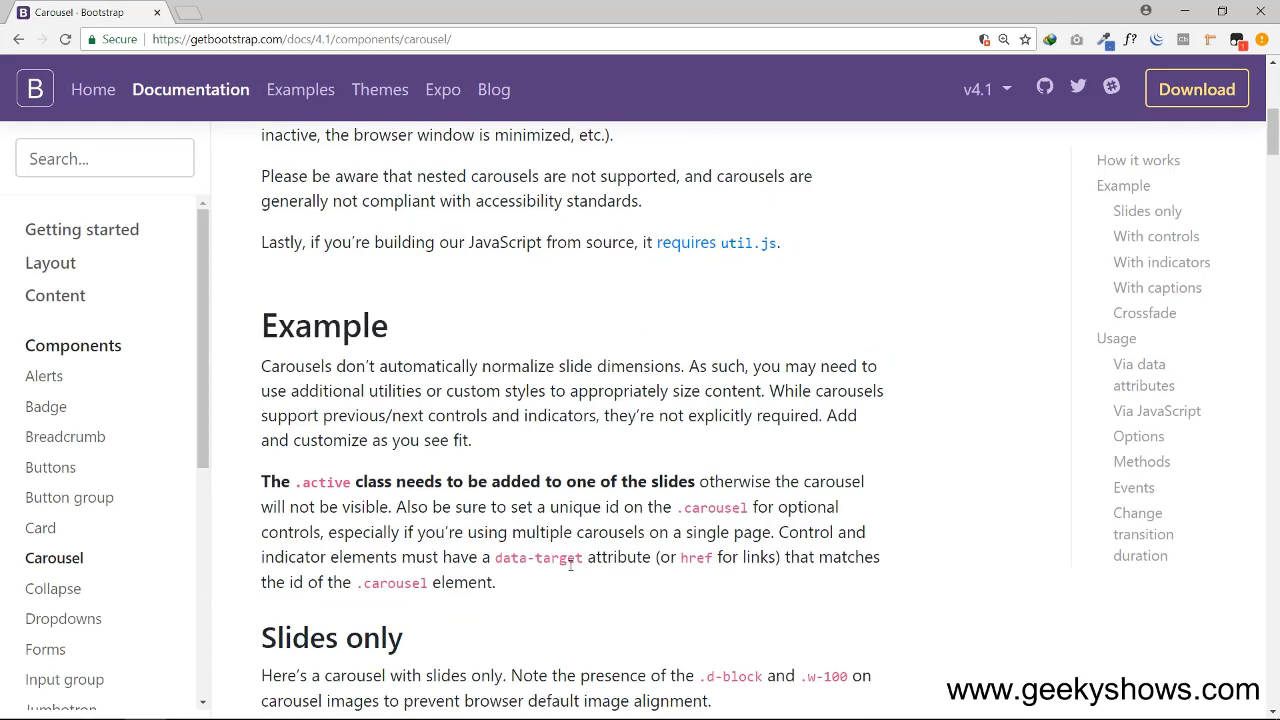 Carousel · Bootstrap
Secure
https://getbootstrap.com/docs/4.1/components/carousel/
B
Home
Documentation
Examples
Themes
Expo
Blog
v4.1
Download
Search...
Getting started
Layout
Content
Components
Alerts
Badge
Breadcrumb
Buttons
Button group
Card
Carousel
Collapse
Dropdowns
Forms
Input group
Jumbotron
inactive, the browser window is minimized, etc.).
Please be aware that nested carousels are not supported, and carousels are
generally not compliant with accessibility standards.
Lastly, if you’re building our JavaScript from source, it requires util.js.
Example
Carousels don’t automatically normalize slide dimensions. As such, you may need to
use additional utilities or custom styles to appropriately size content. While carousels
support previous/next controls and indicators, they’re not explicitly required. Add
and customize as you see fit.
The .active class needs to be added to one of the slides otherwise the carousel
will not be visible. Also be sure to set a unique id on the .carousel for optional
controls, especially if you’re using multiple carousels on a single page. Control and
indicator elements must have a data-target attribute (or href for links) that matches
the id of the .carousel element.
Slides only
Here’s a carousel with slides only. Note the presence of the .d-block and .w-100 on
carousel images to prevent browser default image alignment.
How it works
Example
Slides only
With controls
With indicators
With captions
Crossfade
Usage
Via data
attributes
Via JavaScript
Options
Methods
Events
Change
transition
duration
www.geekyshows.com